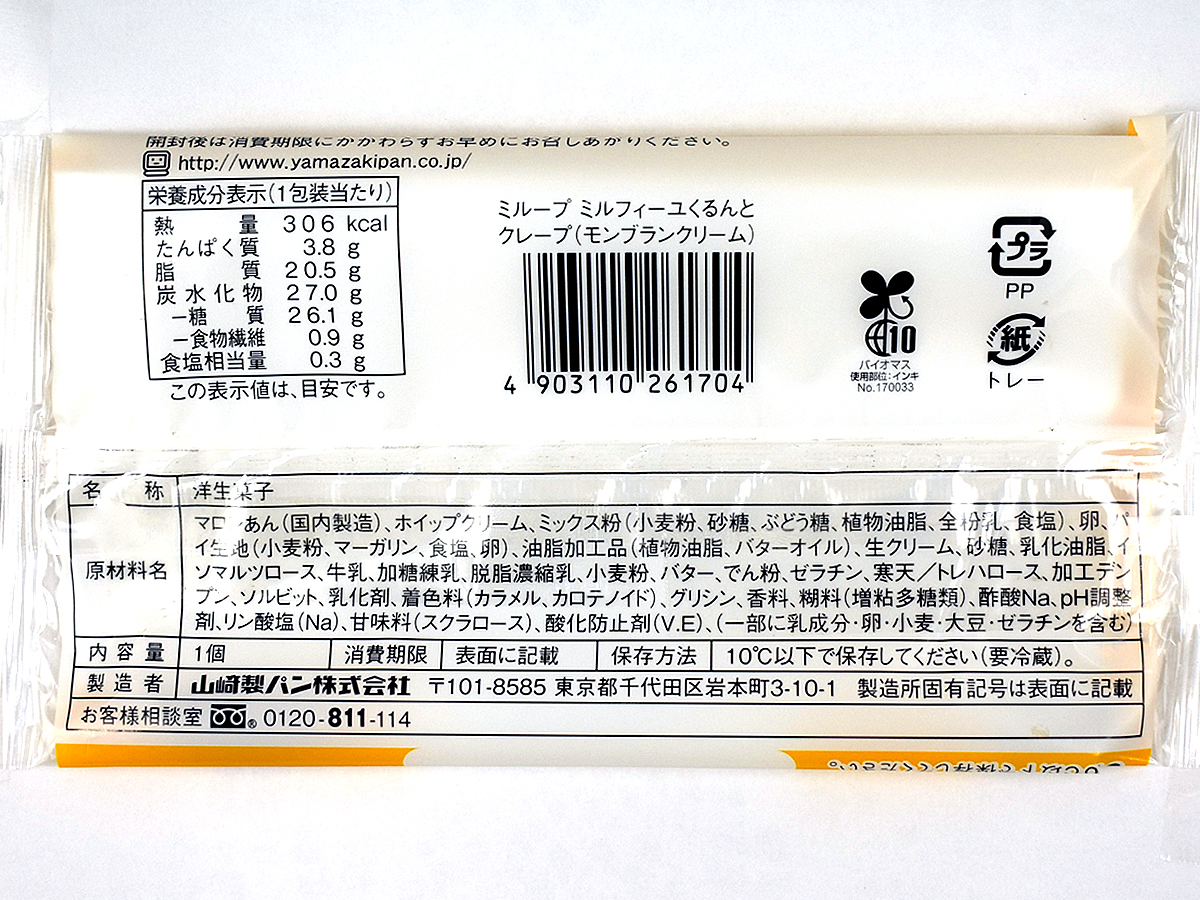 開封後は消費期限にかかわらずお早めにお召しあがりください。
http://www.yamazakipan.co.jp/
栄養成分表示(1包装当たり)
熱量 306 kcal
たんぱく質 3.8 g
脂質 20.5 g
炭水化物 27.0 g
−糖質 26.1 g
−食物繊維 0.9 g
食塩相当量 0.3 g
この表示値は、目安です。
ミループ ミルフィーユくるんと
クレープ(モンブランクリーム)
4 903110 261704
10
バイオマス
使用部位:インキ
No.170033
プラ
PP
紙
トレー
名称 洋生菓子
原材料名
マロンあん(国内製造)、ホイップクリーム、ミックス粉(小麦粉、砂糖、ぶどう糖、植物油脂、全粉乳、食塩)、卵、パ
イ生地(小麦粉、マーガリン、食塩、卵)、油脂加工品(植物油脂、バターオイル)、生クリーム、砂糖、乳化油脂、イ
ソマルツロース、牛乳、加糖練乳、脱脂濃縮乳、小麦粉、バター、でん粉、ゼラチン、寒天/トレハロース、加工デン
プン、ソルビット、乳化剤、着色料(カラメル、カロテノイド)、グリシン、香料、糊料(増粘多糖類)、酢酸Na、pH調整
剤、リン酸塩(Na)、甘味料(スクラロース)、酸化防止剤(V.E)、(一部に乳成分・卵・小麦・大豆・ゼラチンを含む)
内容量 1個 消費期限 表面に記載 保存方法 10℃以下で保存してください(要冷蔵)。
製造者 山崎製パン株式会社 〒101-8585 東京都千代田区岩本町3-10-1 製造所固有記号は表面に記載
お客様相談室 ® 0120-811-114
℃以下で保存してください。